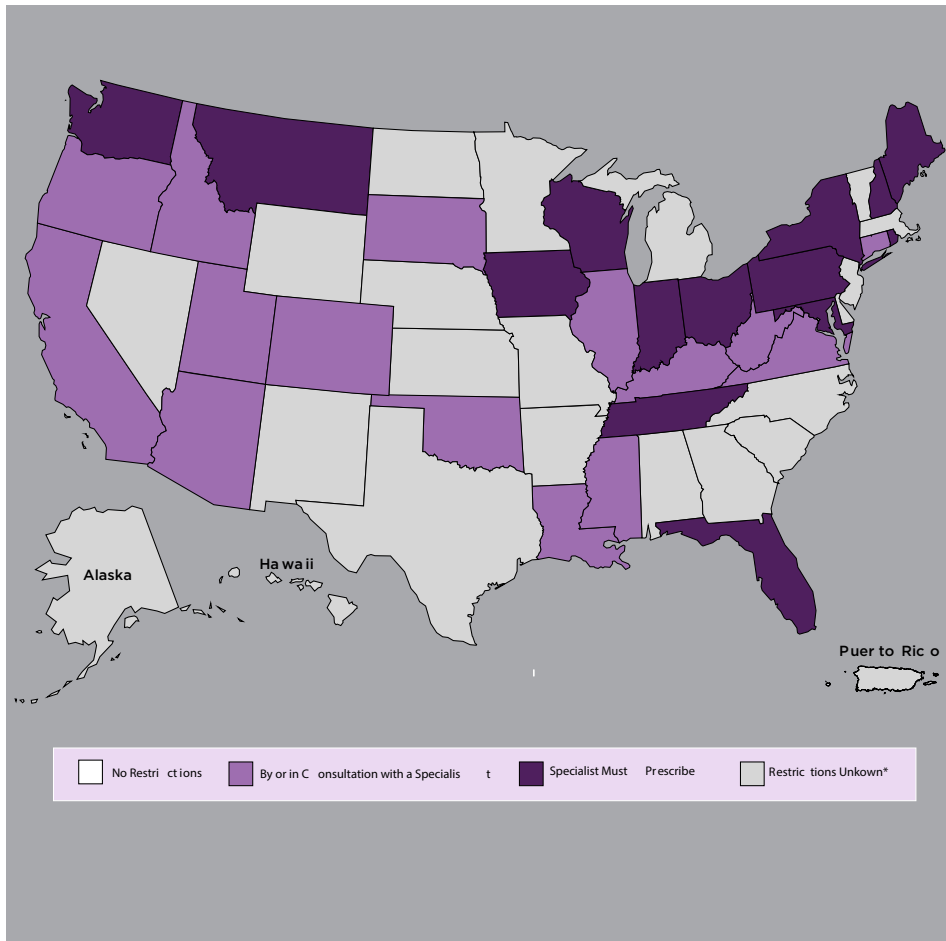 Alaska
Ha wa ii
Puer to Ric o
No Restri ct ions
By or in C onsultation with a Specialis t
Specialist Must Prescribe
Restric tions Unkown*